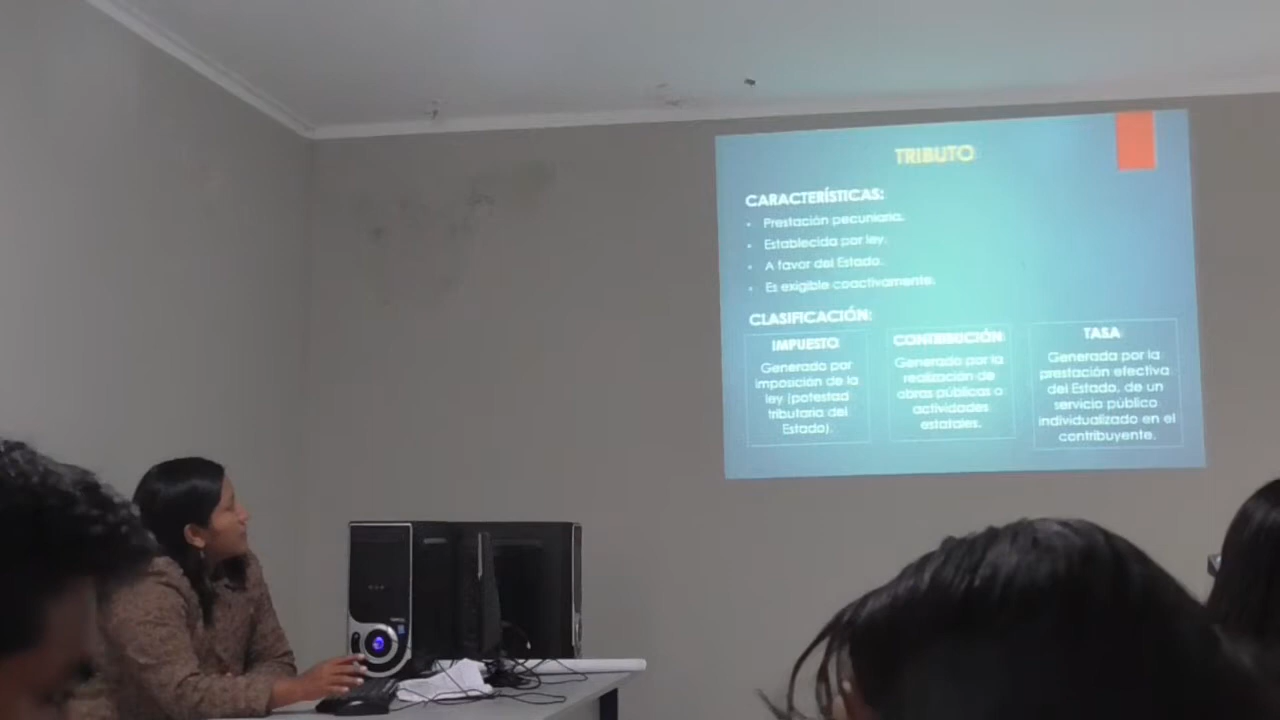 TRIBUTO
CARACTERÍSTICAS:
• Prestación pecuniaria.
• Establecida por ley.
• A favor del Estado.
• Es exigible coactivamente.
CLASIFICACIÓN:
IMPUESTO
Generado por
imposición de la
ley (potestad
tributaria del
Estado).
CONTRIBUCIÓN
Generado por la
realización de
obras públicas o
actividades
estatales.
TASA
Generada por la
prestación efectiva
del Estado, de un
servicio público
individualizado en el
contribuyente.